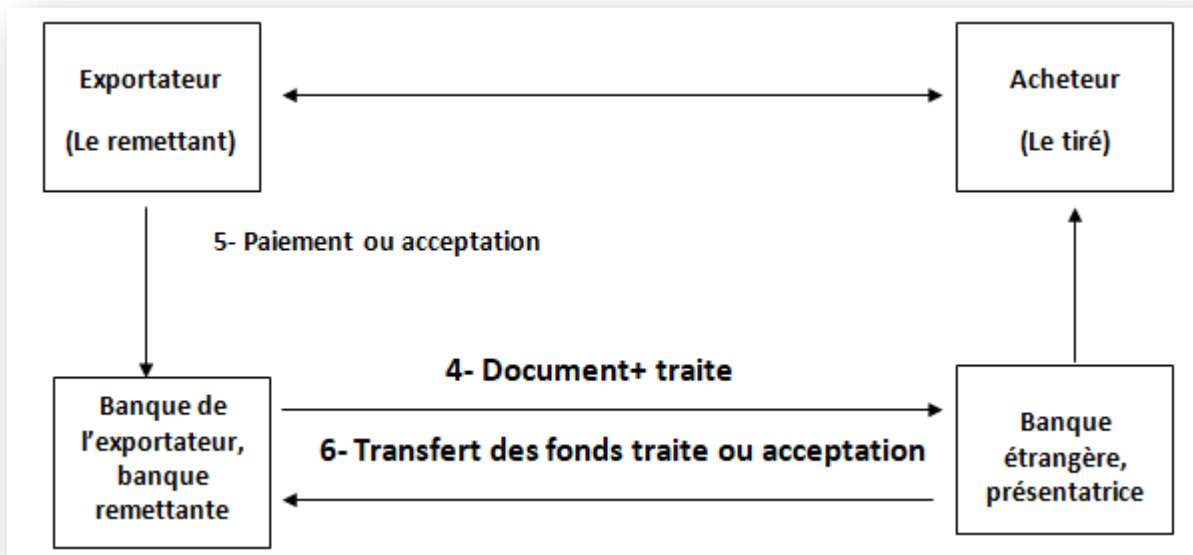 Exportateur
(Le remettant)
Acheteur
(Le tiré)
5- Paiement ou acceptation
4- Document+ traite
6- Transfert des fonds traite ou acceptation
Banque de
l'exportateur,
banque
remettante
Banque
étrangère,
présentatrice